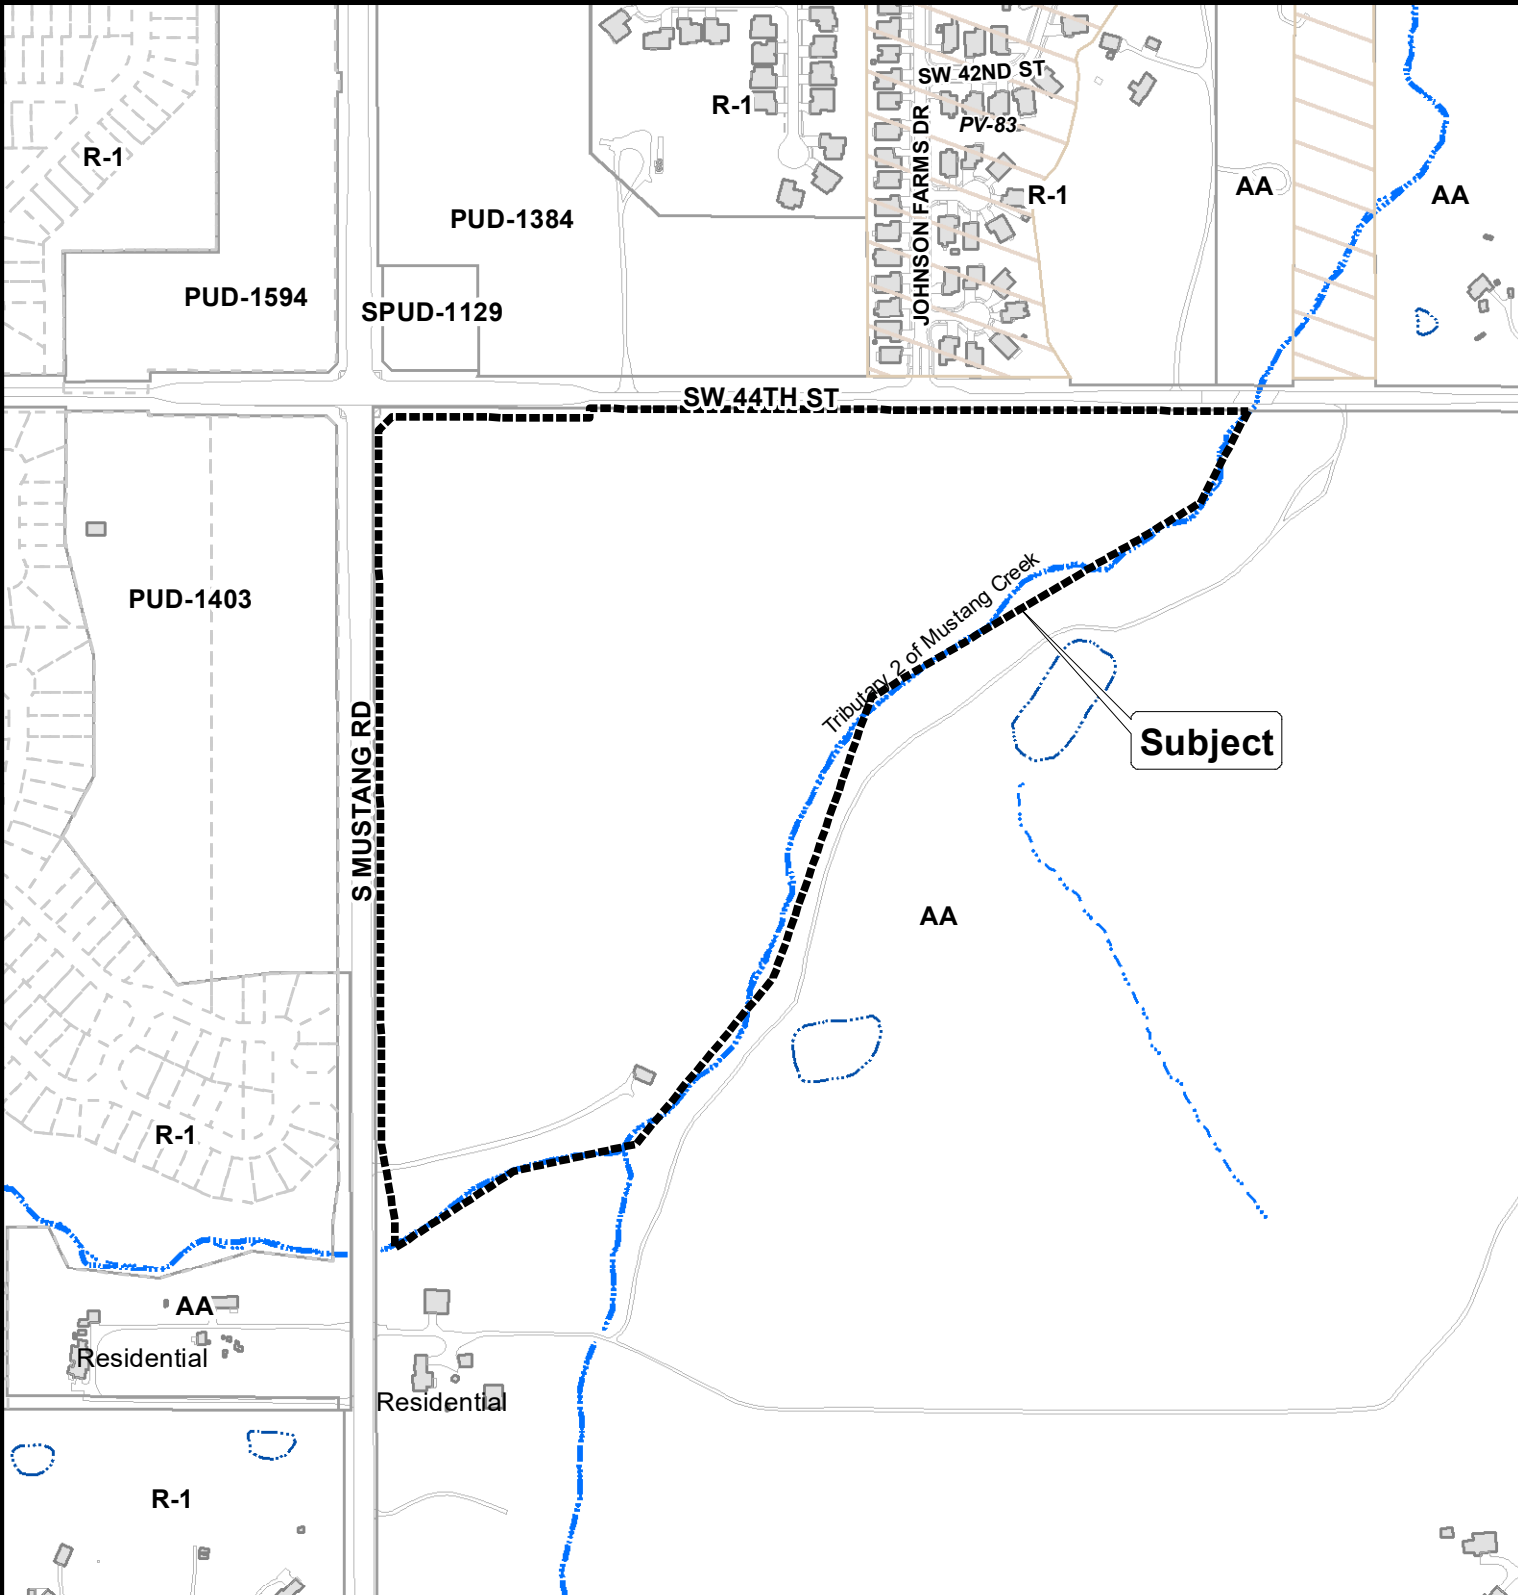 SW 42ND ST
R-1
PV-83
R-1
JOHNSON FARMS DR
AA
R-1
AA
PUD-1384
PUD-1594
SPUD-1129
SW 44TH ST
PUD-1403
Tributary 2 of Mustang Creek
Subject
S MUSTANG RD
AA
R-1
AA
Residential
Residential
R-1